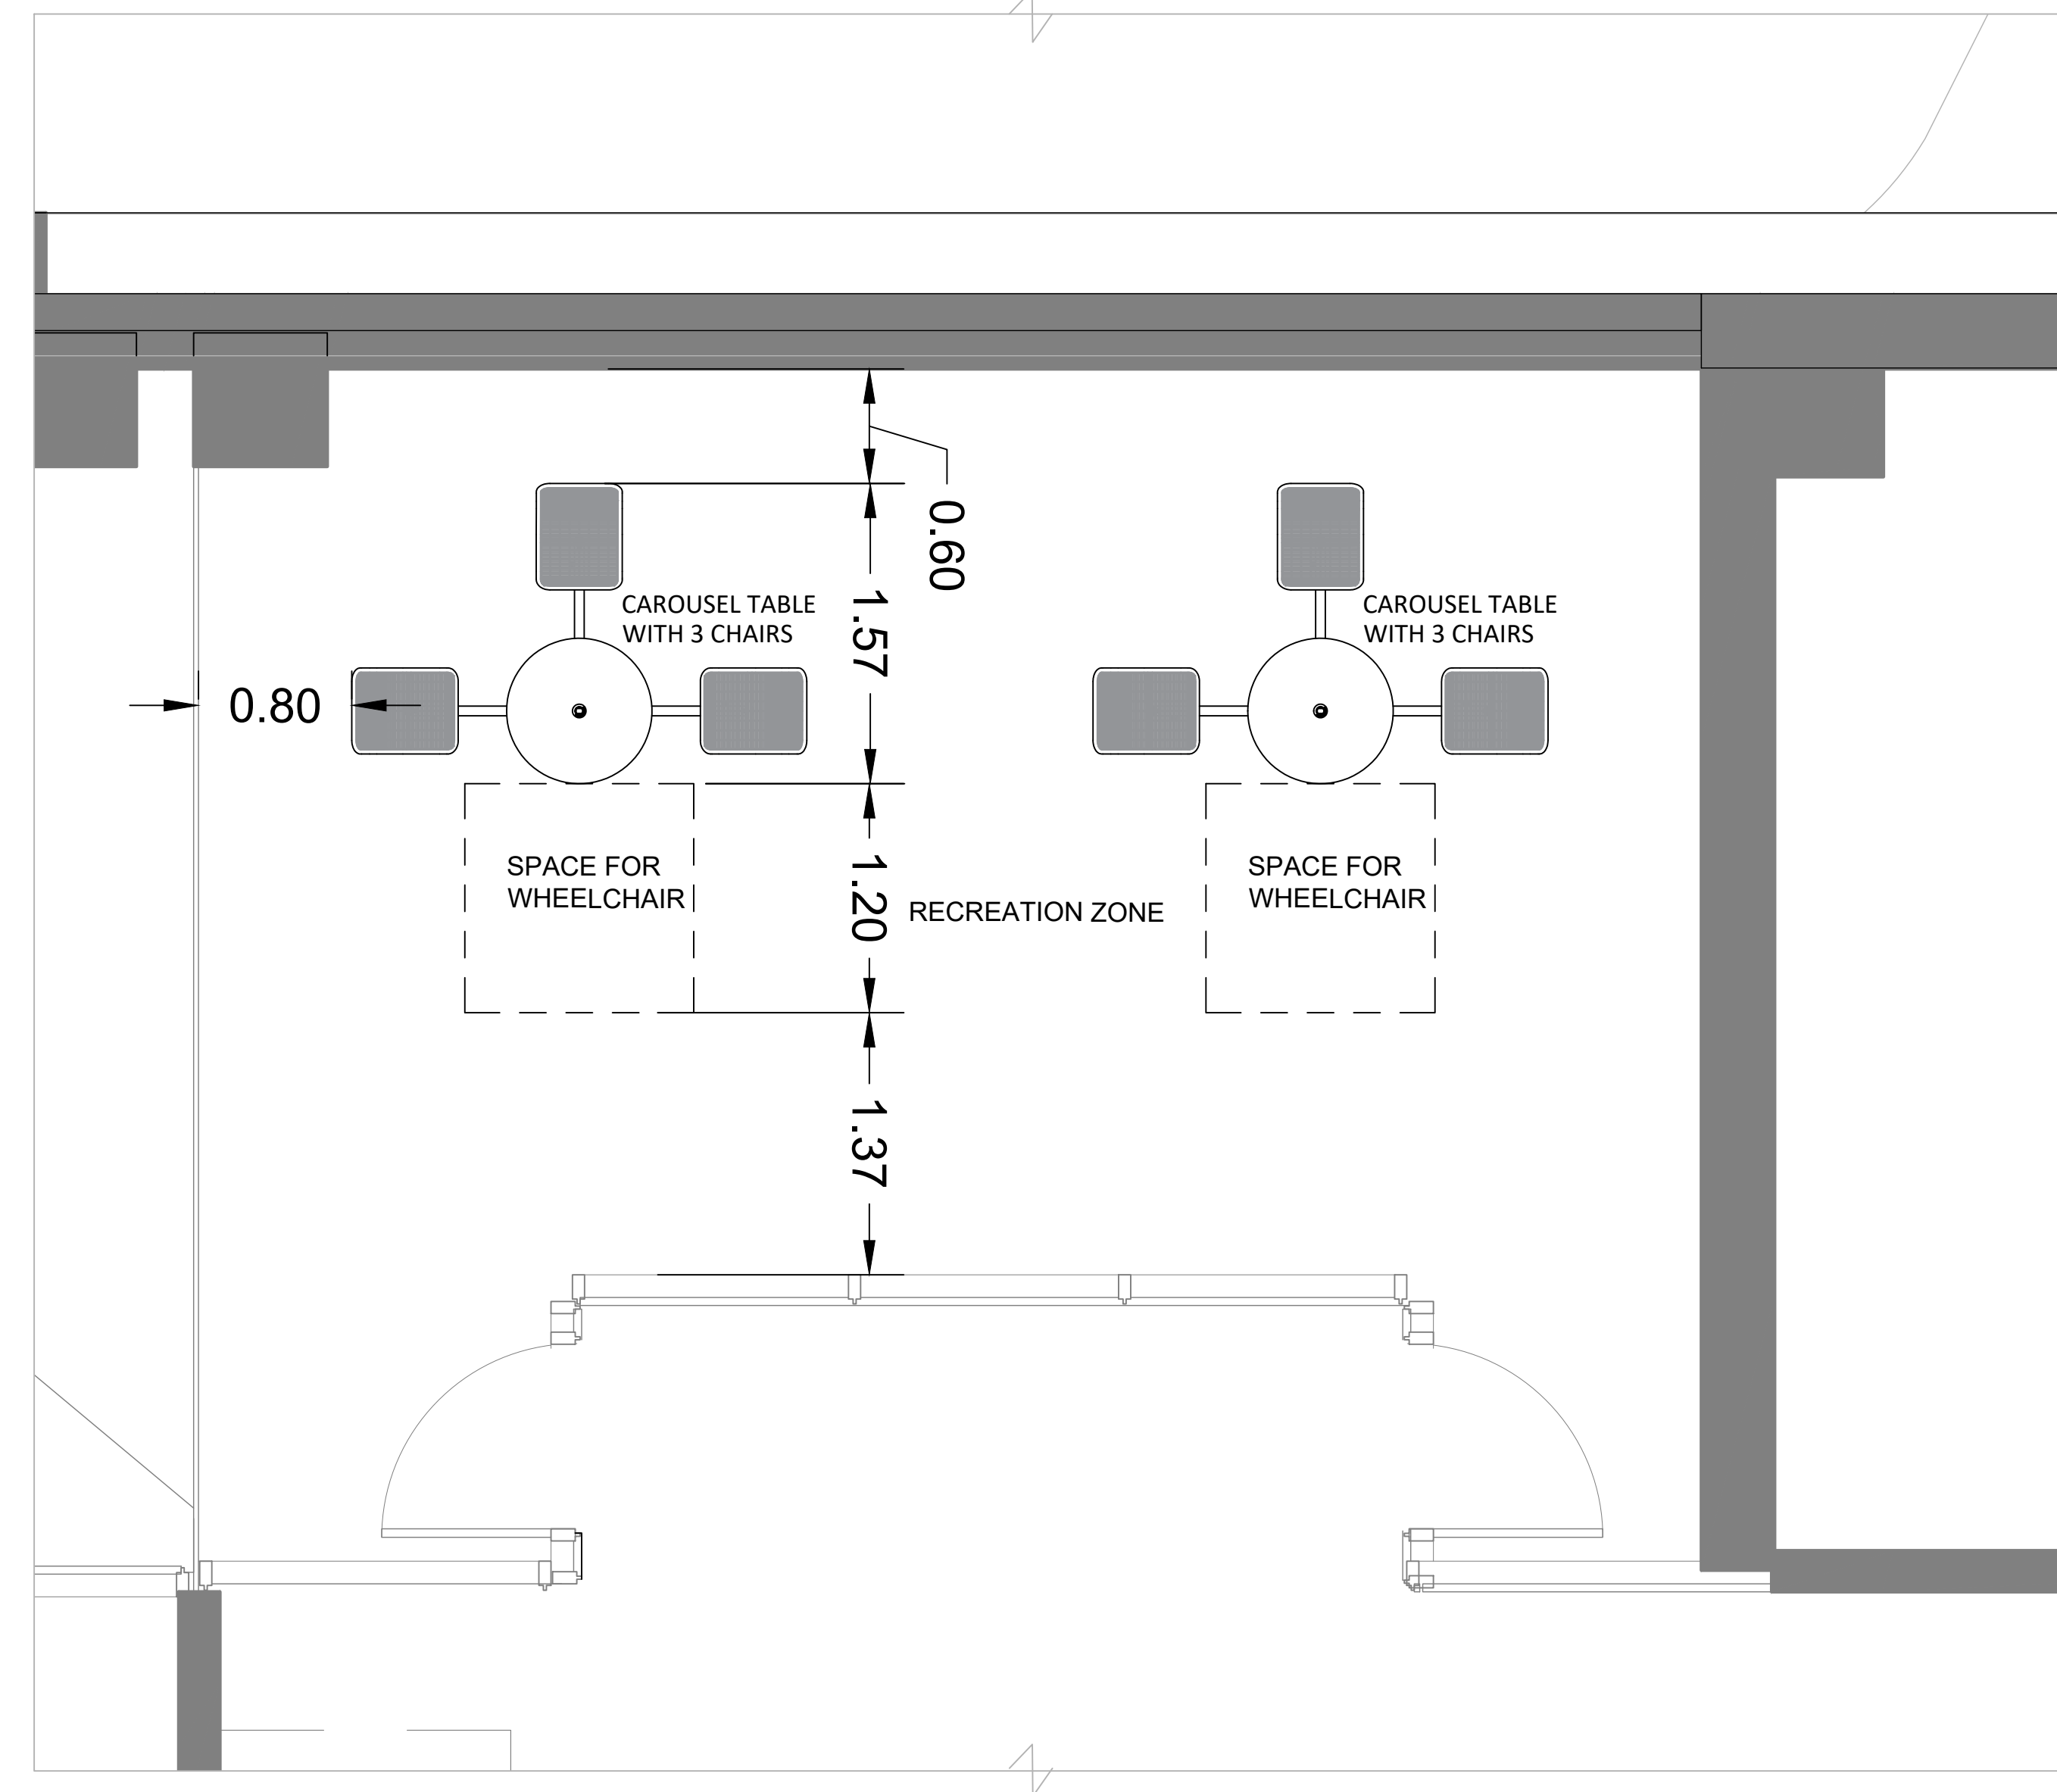 0.60
1.57
CAROUSEL TABLE
WITH 3 CHAIRS
CAROUSEL TABLE
WITH 3 CHAIRS
0.80
SPACE FOR
WHEELCHAIR
1.20
RECREATION ZONE
SPACE FOR
WHEELCHAIR
1.37